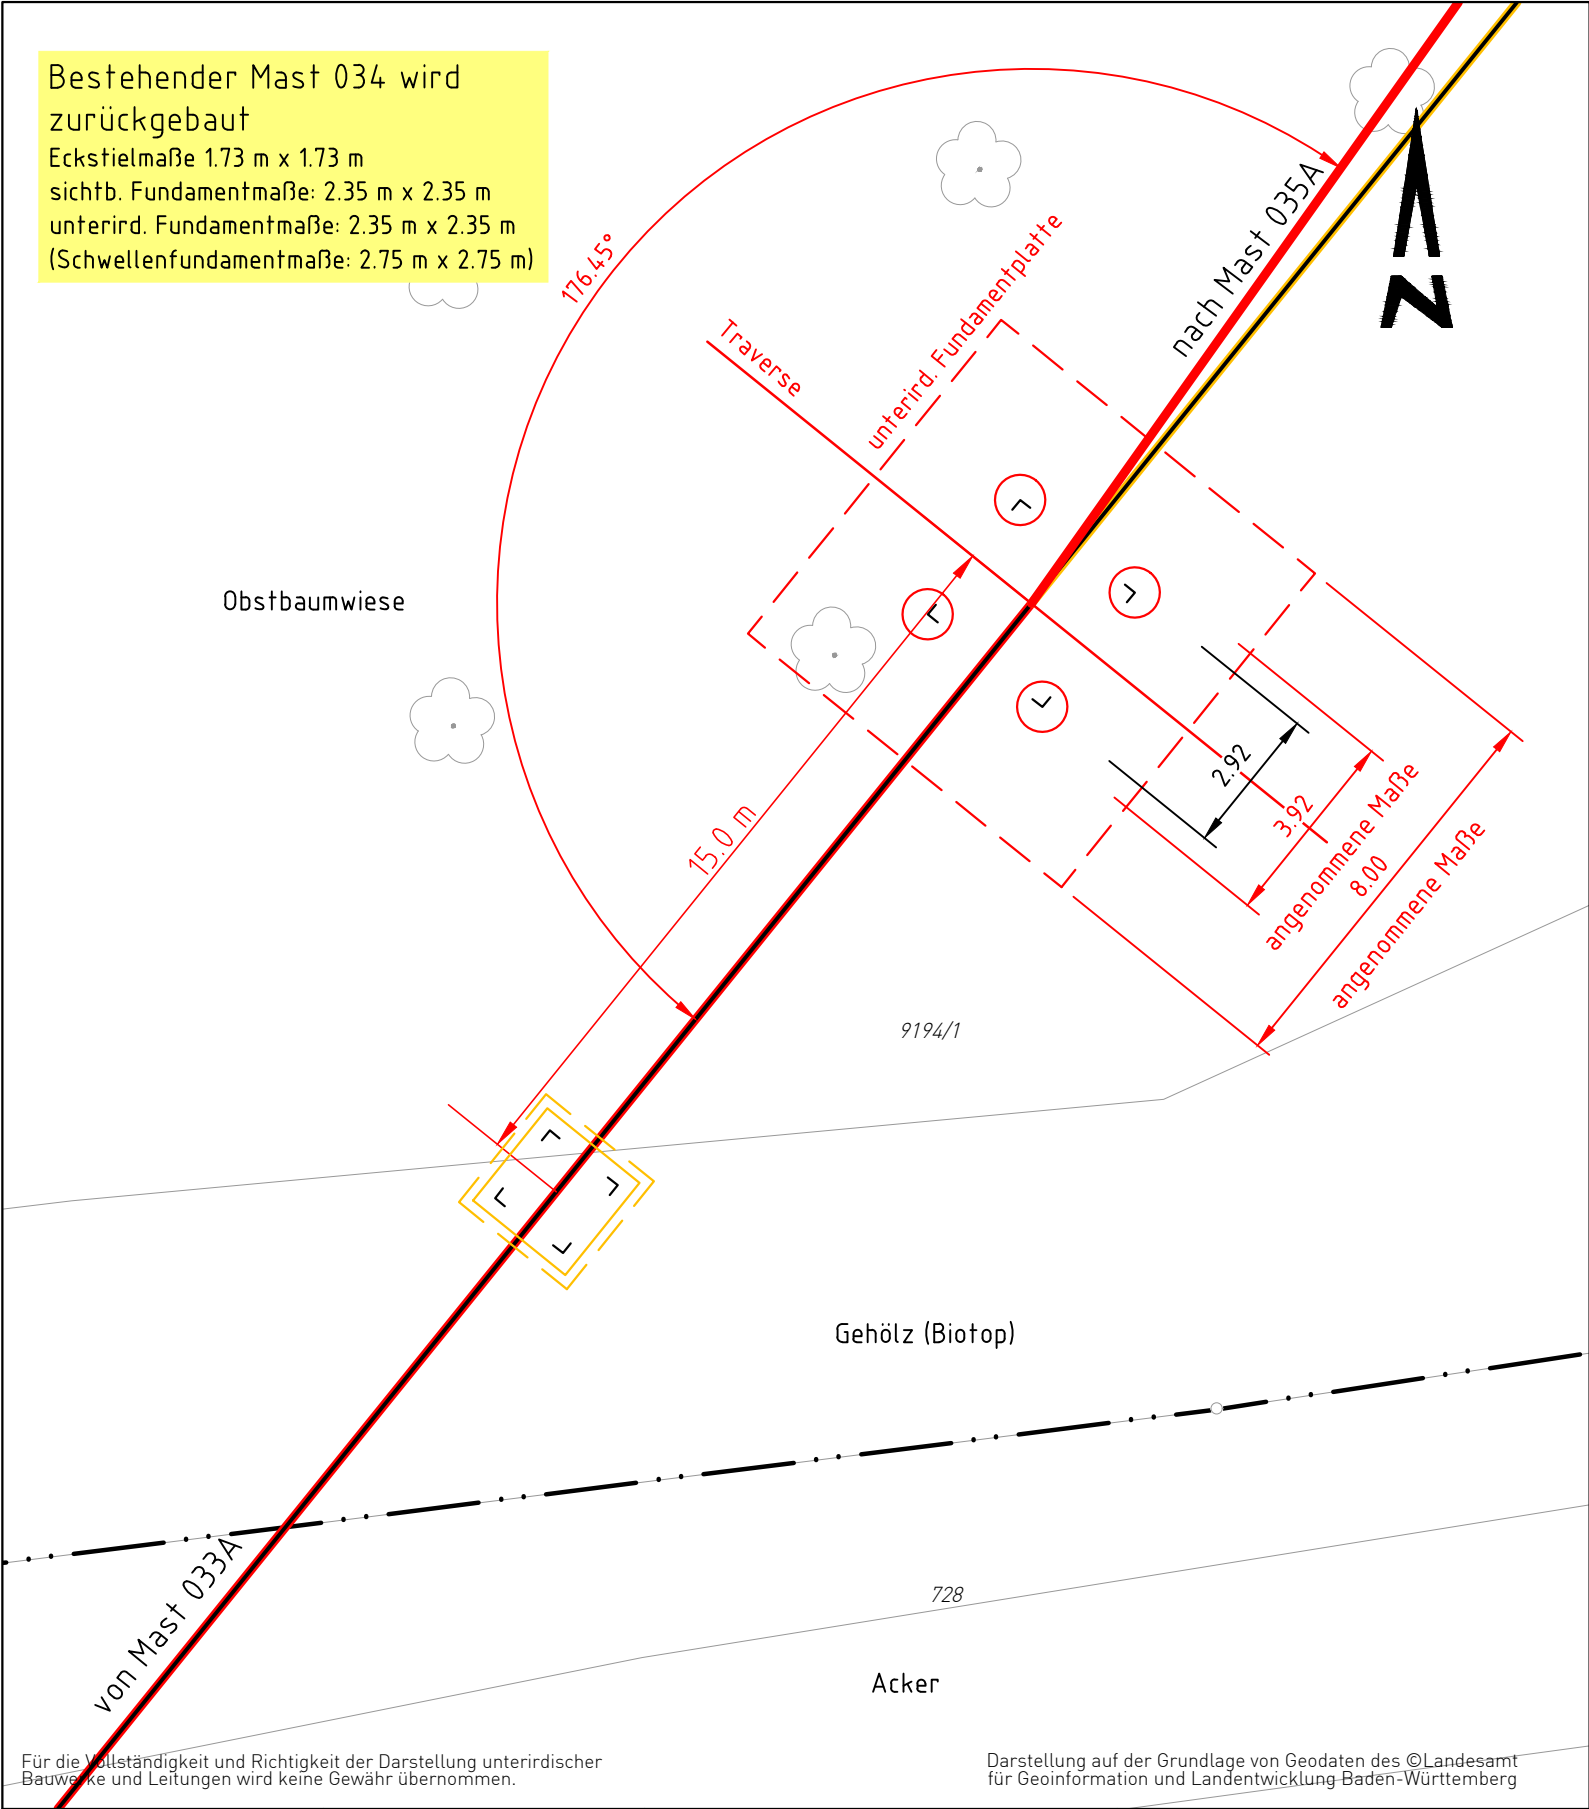 Bestehender Mast 034 wird
zurückgebaut
Eckstielmaße 1.73 m x 1.73 m
sichtb. Fundamentmaße: 2.35 m x 2.35 m
unterird. Fundamentmaße: 2.35 m x 2.35 m
(Schwellenfundamentmaße: 2.75 m x 2.75 m)
176.45°
Traverse
unterird. Fundamentplatte
nach Mast 035A
N
Obstbaumwiese
15.0 m
2.92
3.92
angenommene Maße
8.00
angenommene Maße
9194/1
Gehölz (Biotop)
von Mast 033A
728
Acker
Für die Vollständigkeit und Richtigkeit der Darstellung unterirdischer
Bauwerke und Leitungen wird keine Gewähr übernommen.
Darstellung auf der Grundlage von Geodaten des ©Landesamt
für Geoinformation und Landentwicklung Baden-Württemberg